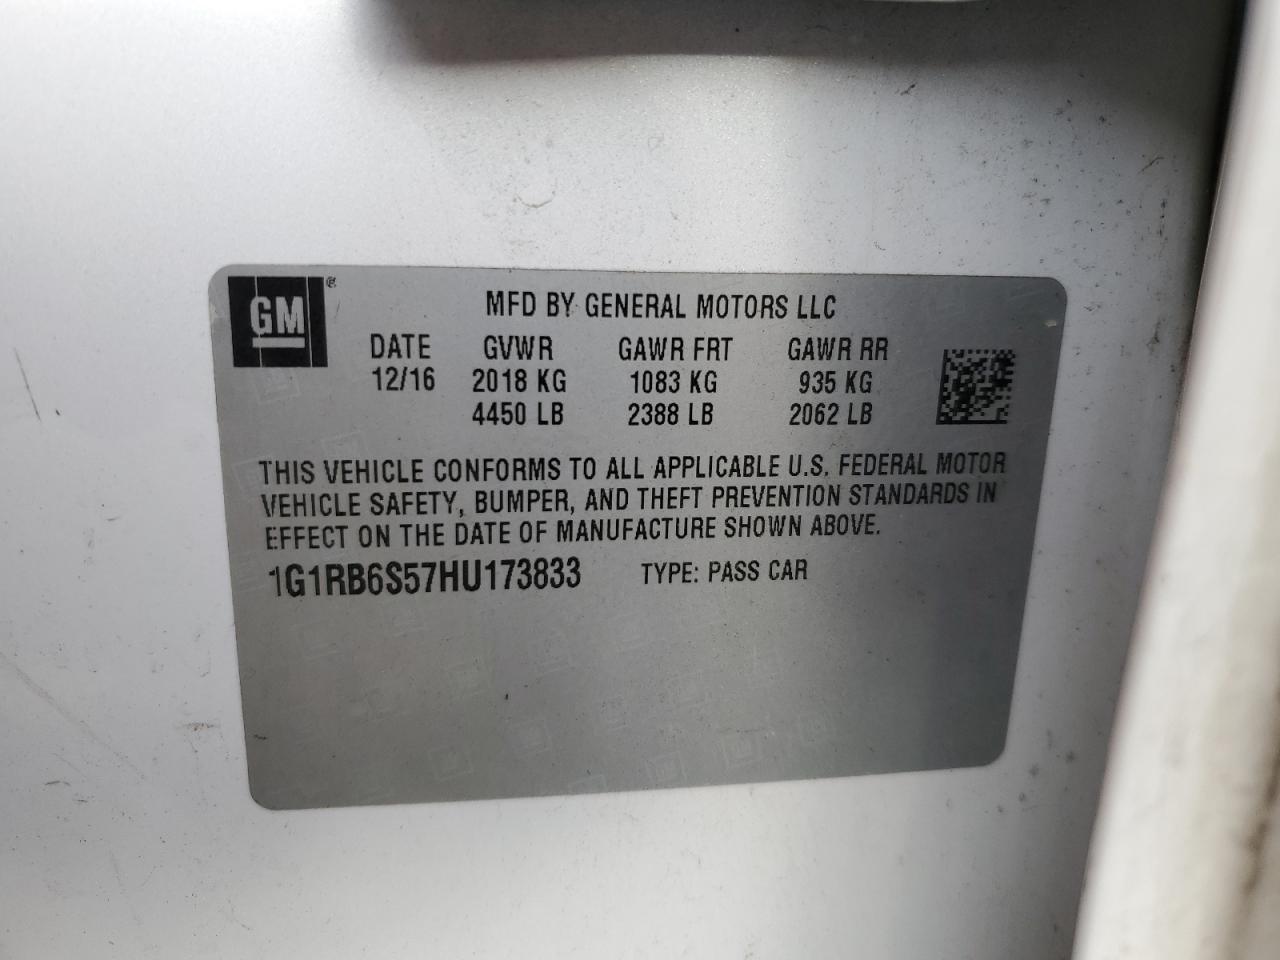 GM®
MFD BY GENERAL MOTORS LLC
DATE GVWR GAWR FRT GAWR RR
12/16 2018 KG 1083 KG 935 KG
4450 LB 2388 LB 2062 LB
THIS VEHICLE CONFORMS TO ALL APPLICABLE U.S. FEDERAL MOTOR
VEHICLE SAFETY, BUMPER, AND THEFT PREVENTION STANDARDS IN
EFFECT ON THE DATE OF MANUFACTURE SHOWN ABOVE.
1G1RB6S57HU173833 TYPE: PASS CAR